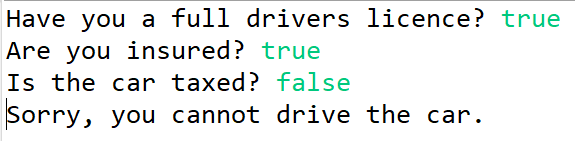 Have you a full drivers licence? true
Are you insured? true
Is the car taxed? false
Sorry, you cannot drive the car.